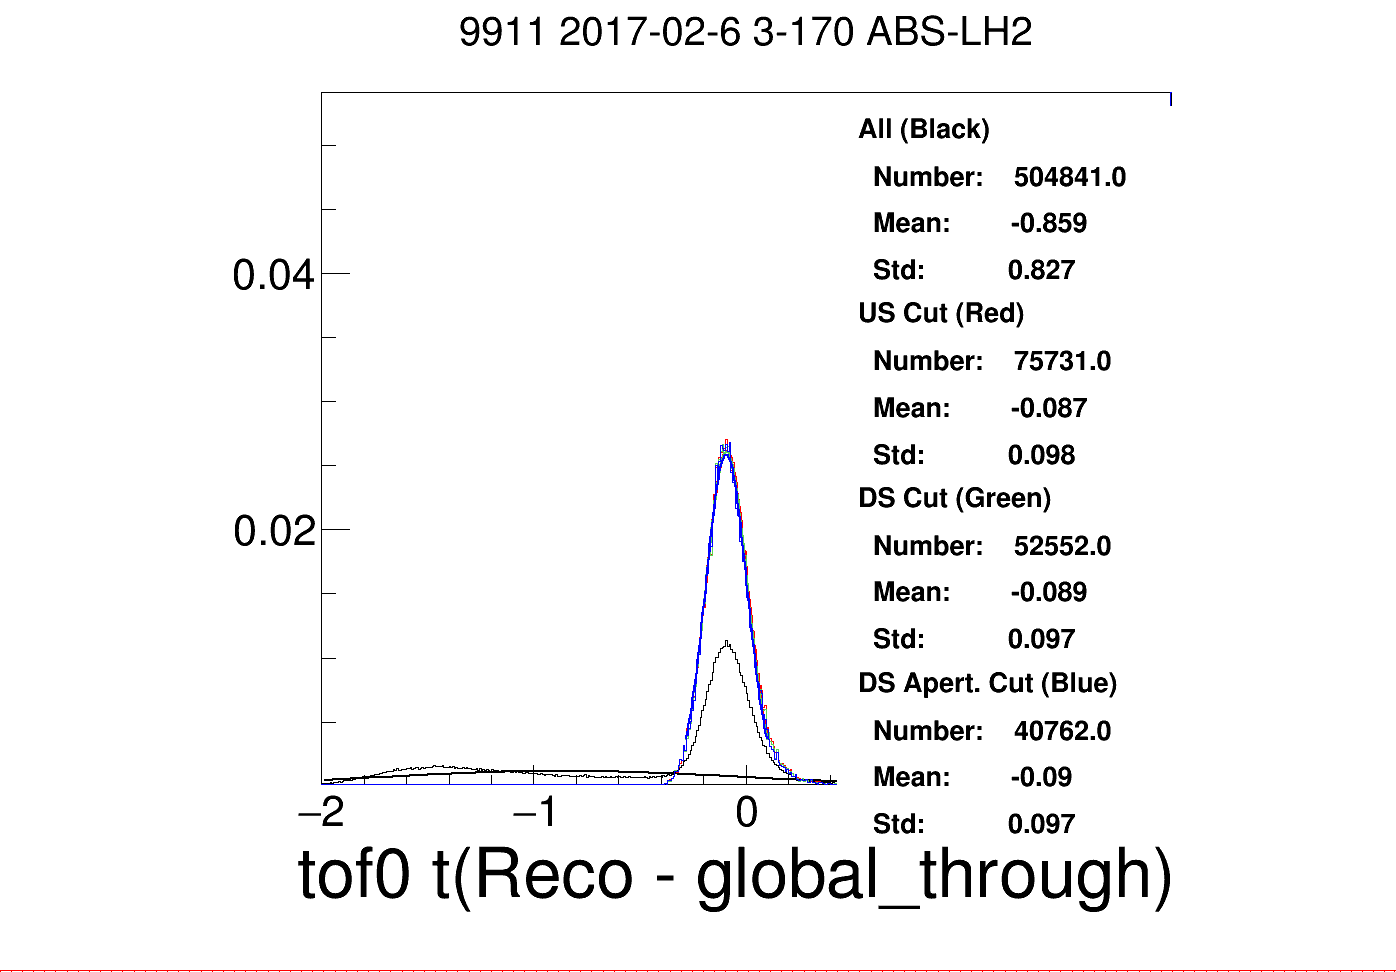 9911 2017-02-6 3-170 ABS-LH2
All (Black)
Number: 504841.0
Mean: -0.859
Std: 0.827
US Cut (Red)
Number: 75731.0
Mean: -0.087
Std: 0.098
DS Cut (Green)
Number: 52552.0
Mean: -0.089
Std: 0.097
DS Apert. Cut (Blue)
Number: 40762.0
Mean: -0.09
Std: 0.097
0.04
0.02
−2 −1 0
tof0 t(Reco - global_through)